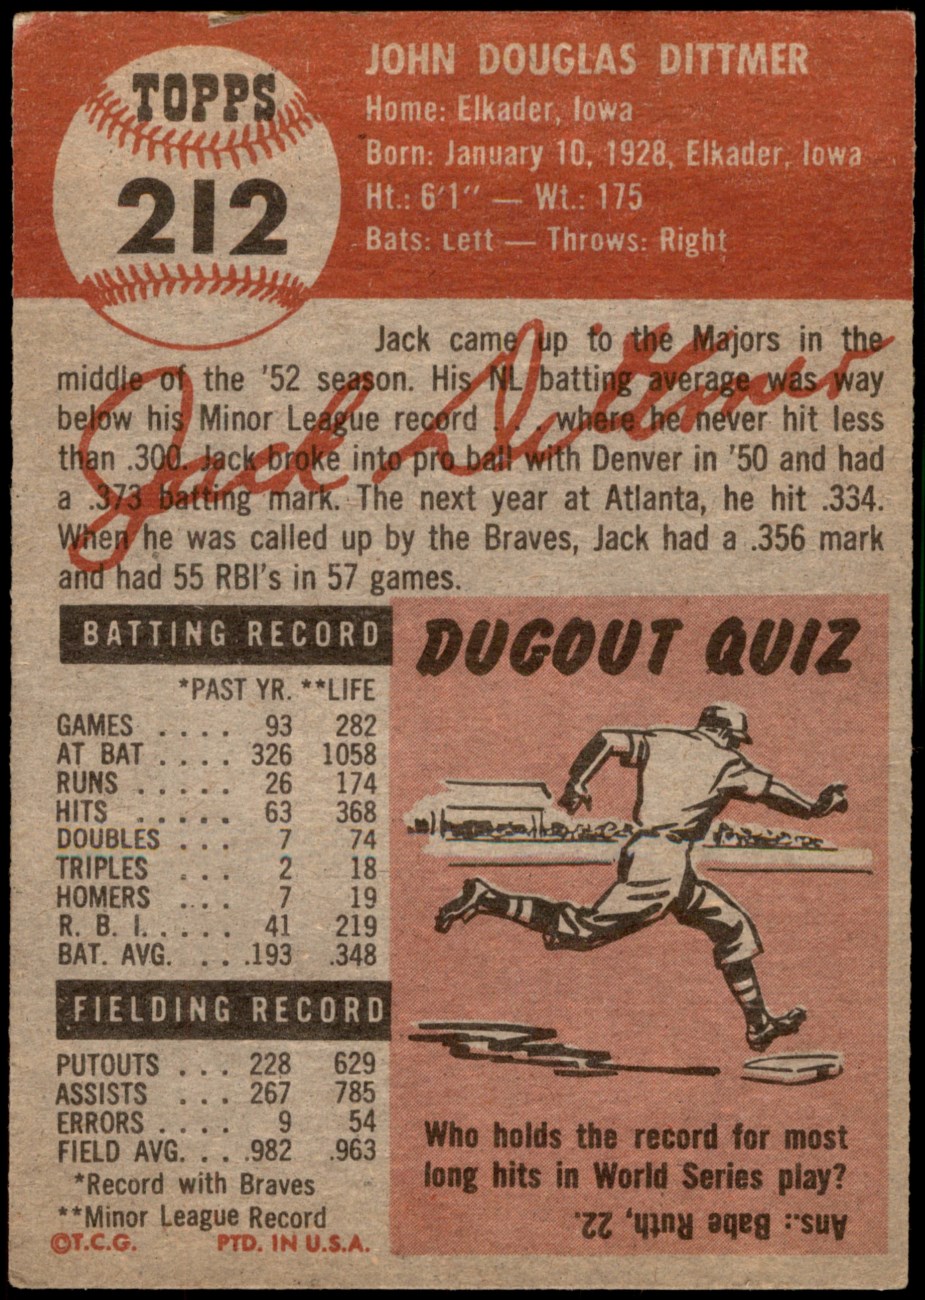 TOPPS
212
JOHN DOUGLAS DITTMER
Home: Elkader, Iowa
Born: January 10, 1928, Elkader, Iowa
Ht.: 6'1" — Wt.: 175
Bats: Left — Throws: Right
Jack came up to the Majors in the
middle of the '52 season. His NL batting average was way
below his Minor League record . . . where he never hit less
than .300. Jack broke into pro ball with Denver in '50 and had
a .373 batting mark. The next year at Atlanta, he hit .334.
When he was called up by the Braves, Jack had a .356 mark
and had 55 RBI's in 57 games.
Jack Dittmer
BATTING RECORD
*PAST YR. **LIFE
GAMES . . . . 93 282
AT BAT . . . . 326 1058
RUNS . . . . . 26 174
HITS . . . . . 63 368
DOUBLES . . . 7 74
TRIPLES . . . 2 18
HOMERS . . . 7 19
R. B. I. . . . . 41 219
BAT. AVG. . . . .193 .348
FIELDING RECORD
PUTOUTS . . . 228 629
ASSISTS . . . 267 785
ERRORS . . . . 9 54
FIELD AVG. . . . .982 .963
*Record with Braves
**Minor League Record
©T.C.G. PTD. IN U.S.A.
DUGOUT QUIZ
Who holds the record for most
long hits in World Series play?
Ans.: Babe Ruth, 22.